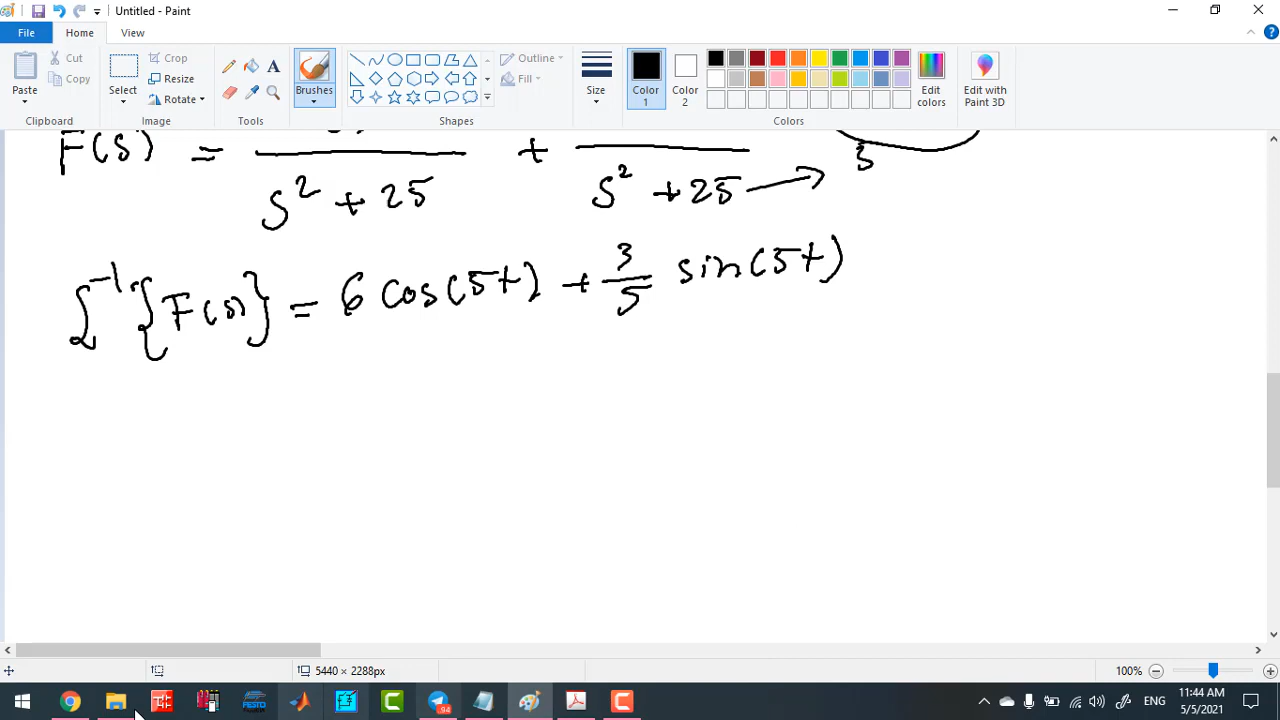 Untitled - Paint
File Home View
Paste
Cut
Copy
Clipboard
Select
Crop
Resize
Rotate
Image
A
Tools
Brushes
Shapes
Outline
Fill
Size
Color 1
Color 2
Edit colors
Colors
Edit with Paint 3D
F(s) = + 3
s² + 25 s² + 25 →
ℒ⁻¹{F(s)} = 6 cos(5t) + 3/5 sin(5t)
5440 × 2288px
100%
94
ENG
11:44 AM
5/5/2021